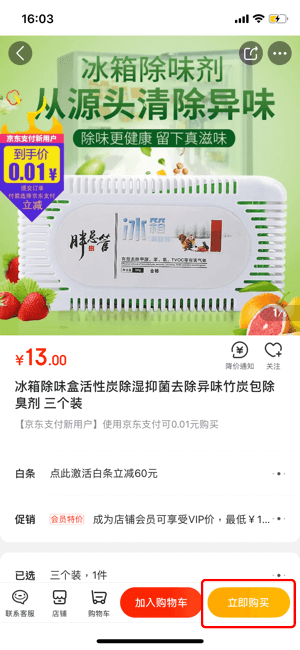 16:03
冰箱除味剂
从源头清除异味
除味更健康 留下真滋味
京东支付新用户
到手价
0.01¥
提交订单
付款选择京东支付
立减
胖总管
冰箱
1/
¥13.00
降价通知
关注
冰箱除味盒活性炭除湿抑菌去除异味竹炭包除
臭剂 三个装
【京东支付新用户】使用京东支付可0.01元购买
白条 点此激活白条立减60元
促销 会员特价 成为店铺会员可享受VIP价，最低￥1...
已选 三个装，1件
联系客服
店铺
购物车
加入购物车
立即购买